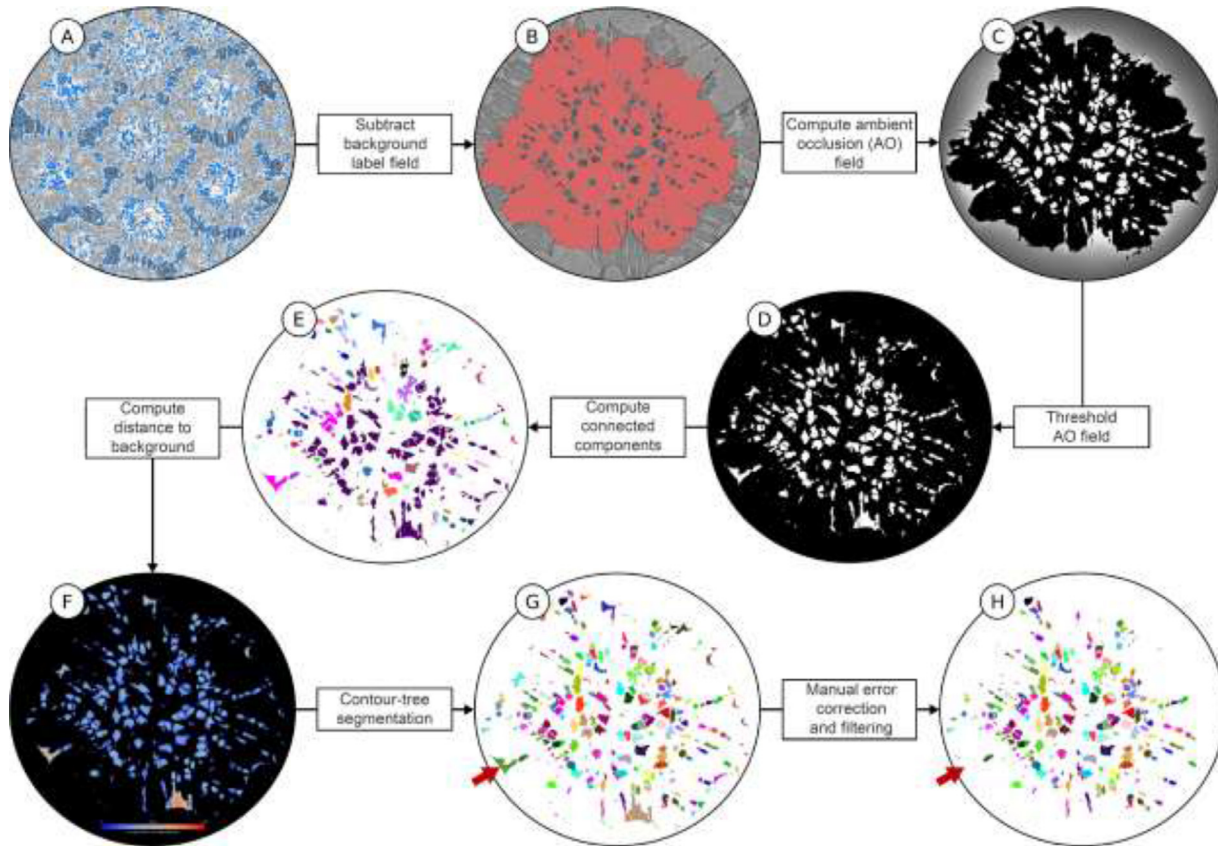 A
B
C
Subtract
background
label field
Compute ambient
occlusion (AO)
field
E
D
Compute
distance to
background
Compute
connected
components
Threshold
AO field
F
G
H
Contour-tree
segmentation
Manual error
correction
and filtering